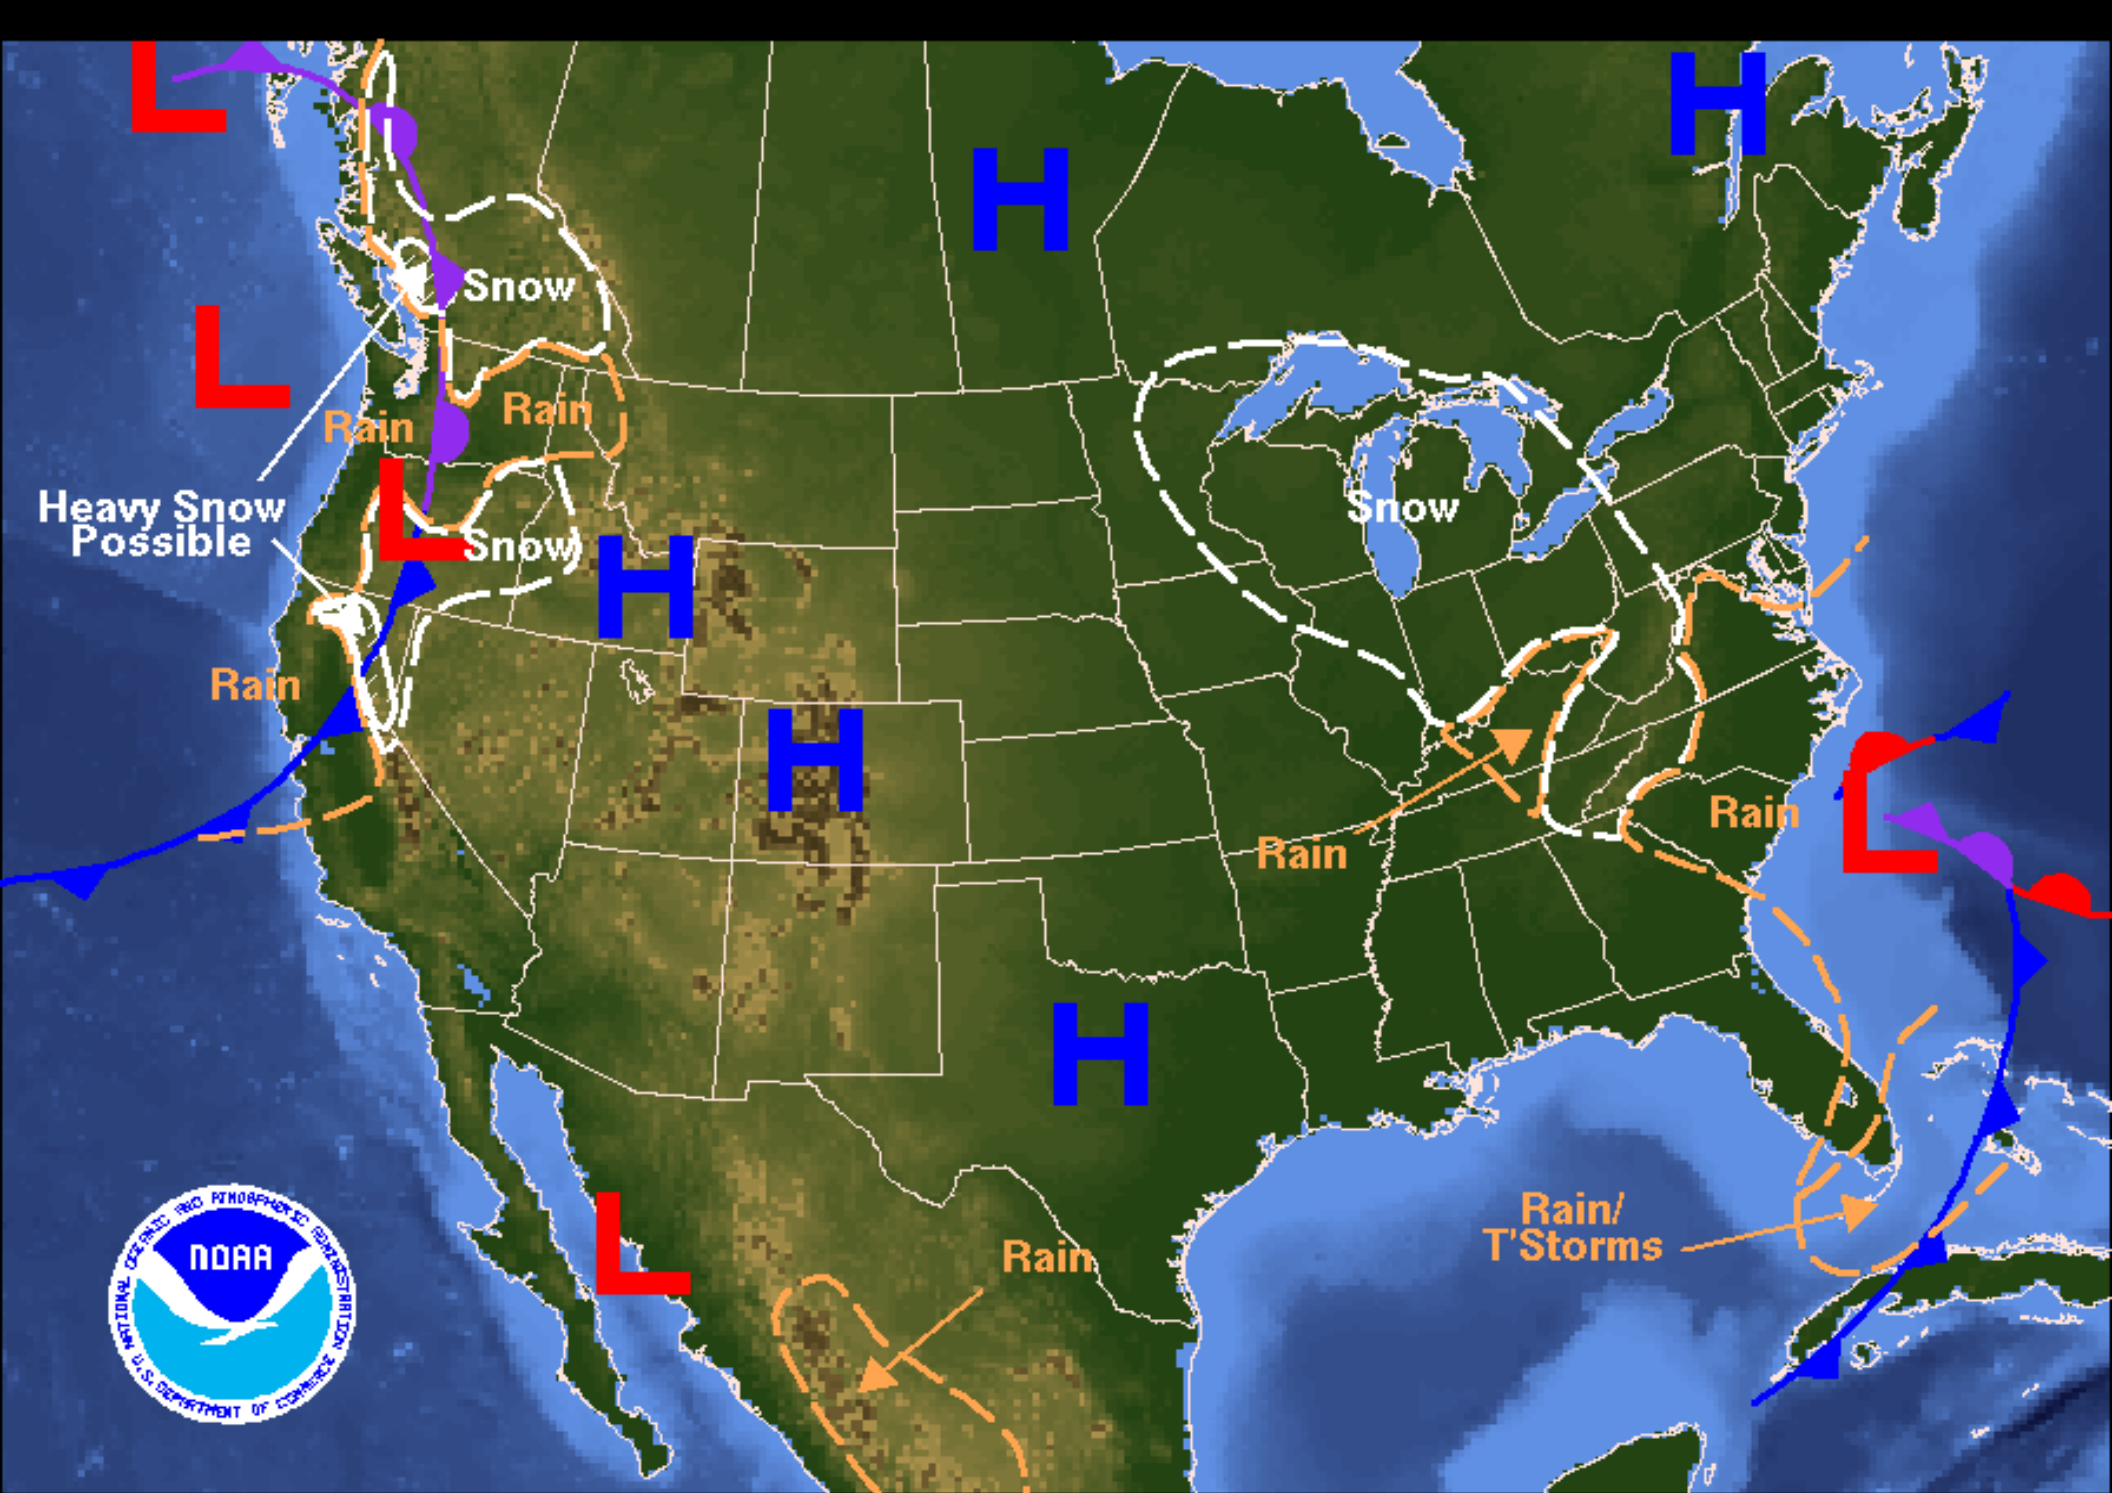 L
H
H
Snow
L
Rain
Rain
Heavy Snow
Possible
L
Snow
Snow
H
Rain
H
L
Rain
Rain
H
Rain/
T'Storms
L
Rain
NOAA
NATIONAL OCEANIC AND ATMOSPHERIC ADMINISTRATION
U.S. DEPARTMENT OF COMMERCE